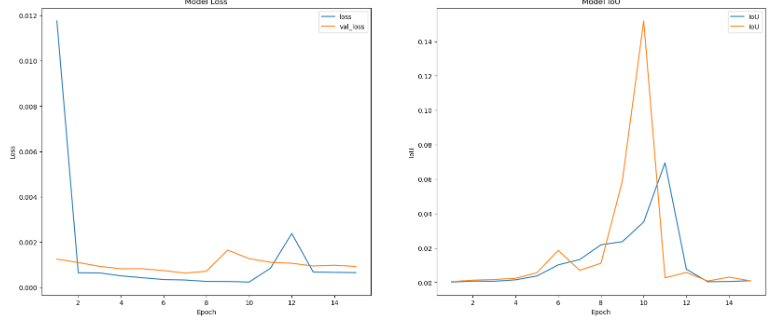 Model Loss
loss
val_loss
0.012
0.010
0.008
0.006
0.004
0.002
0.000
Loss
2
4
6
8
10
12
14
Epoch
Model IoU
IoU
IoU
0.14
0.12
0.10
0.08
0.06
0.04
0.02
0.00
IoU
2
4
6
8
10
12
14
Epoch